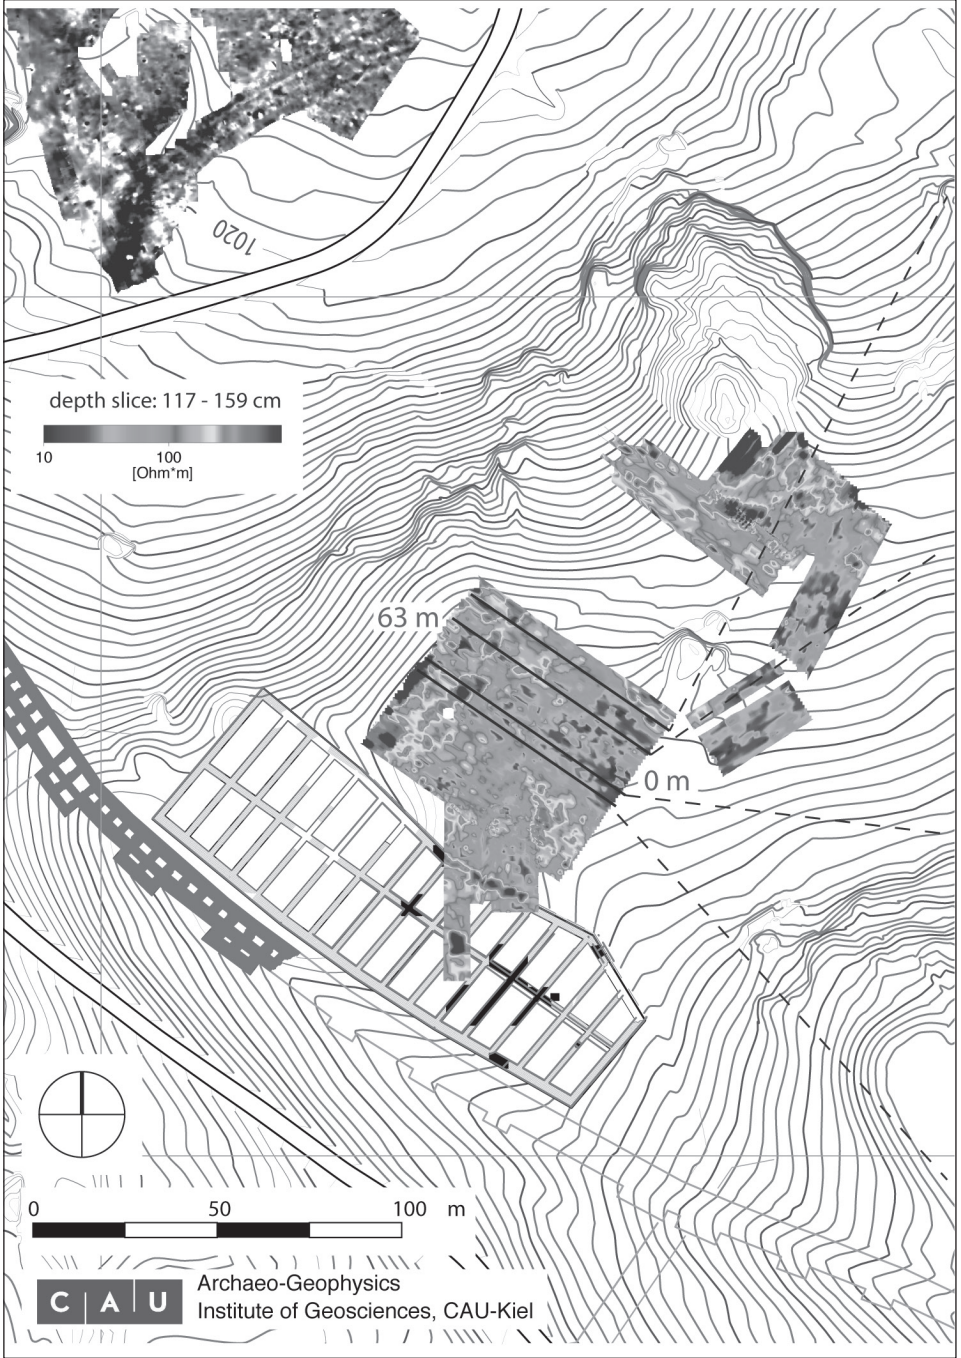 1020
depth slice: 117 - 159 cm
10 100
[Ohm*m]
63 m
0 m
0 50 100 m
C A U
Archaeo-Geophysics
Institute of Geosciences, CAU-Kiel